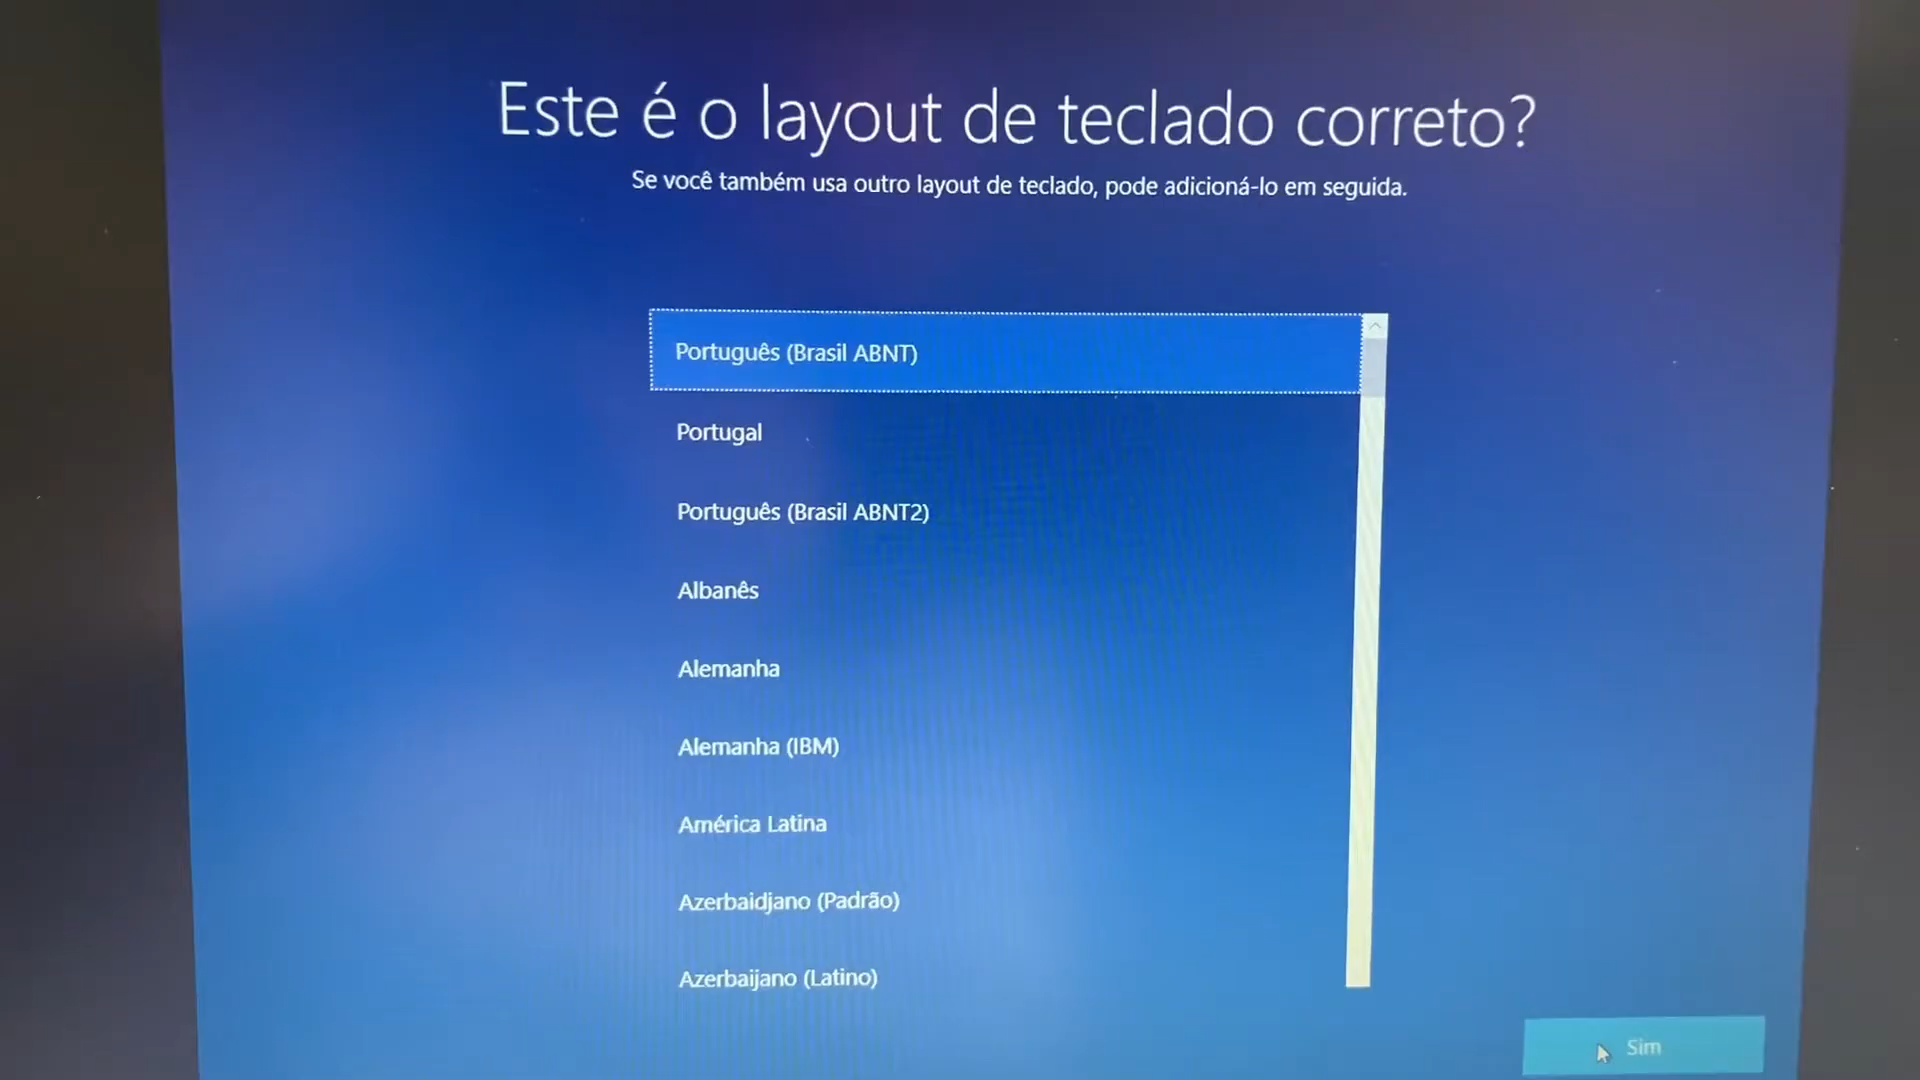 Este é o layout de teclado correto?
Se você também usa outro layout de teclado, pode adicioná-lo em seguida.
Português (Brasil ABNT)
Portugal
Português (Brasil ABNT2)
Albanês
Alemanha
Alemanha (IBM)
América Latina
Azerbaidjano (Padrão)
Azerbaijano (Latino)
Sim